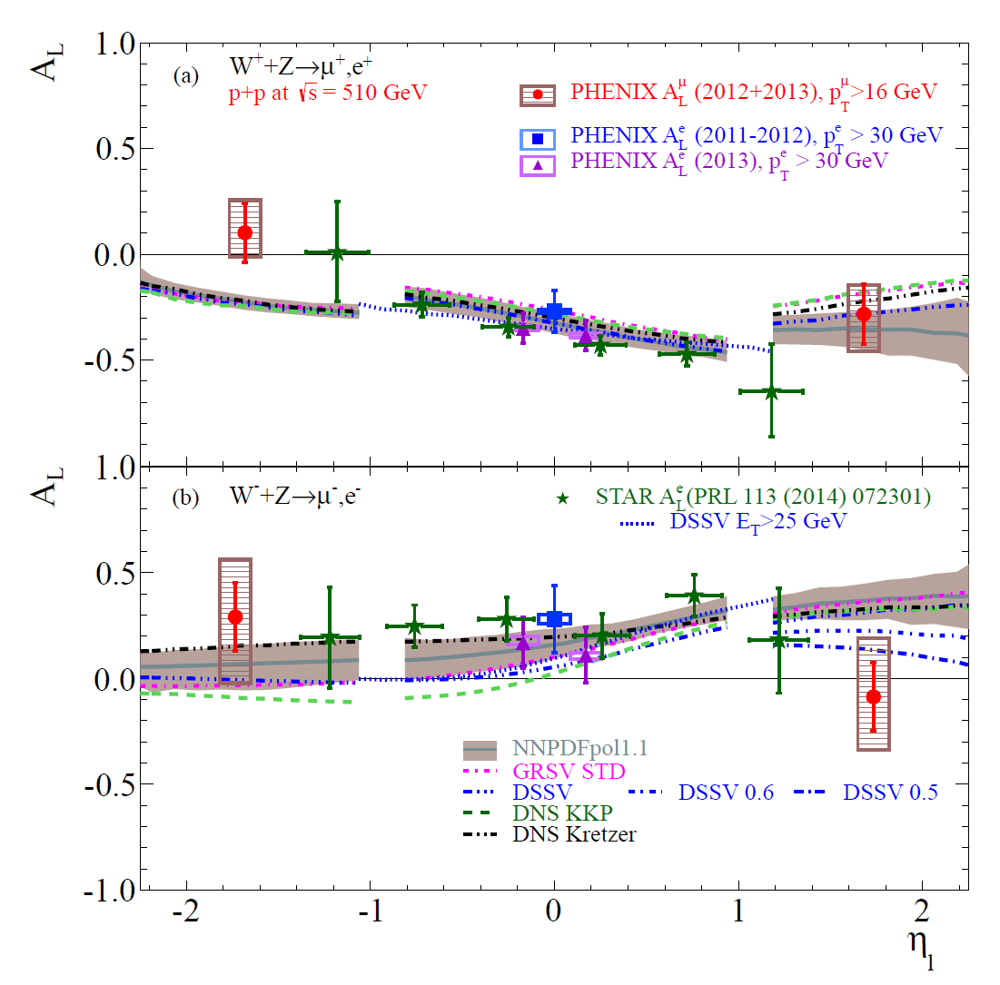 A_L
1.0
(a)
W⁺+Z→μ⁺,e⁺
p+p at √s = 510 GeV
PHENIX A_L^μ (2012+2013), p_T^μ>16 GeV
PHENIX A_L^e (2011-2012), p_T^e > 30 GeV
PHENIX A_L^e (2013), p_T^e > 30 GeV
0.5
0.0
-0.5
A_L
1.0
(b)
W⁻+Z→μ⁻,e⁻
STAR A_L^e(PRL 113 (2014) 072301)
DSSV E_T>25 GeV
0.5
0.0
-0.5
NNPDFpol1.1
GRSV STD
DSSV DSSV 0.6 DSSV 0.5
DNS KKP
DNS Kretzer
-1.0
-2 -1 0 1 2
η_l